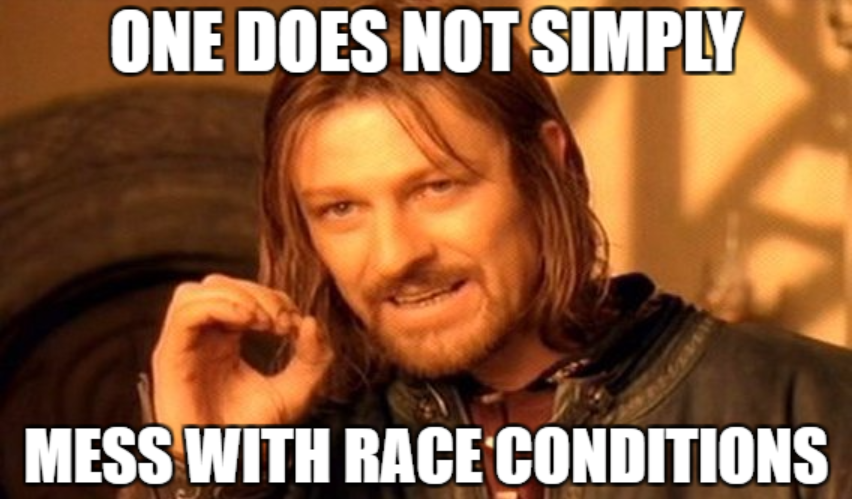 ONE DOES NOT SIMPLY
MESS WITH RACE CONDITIONS